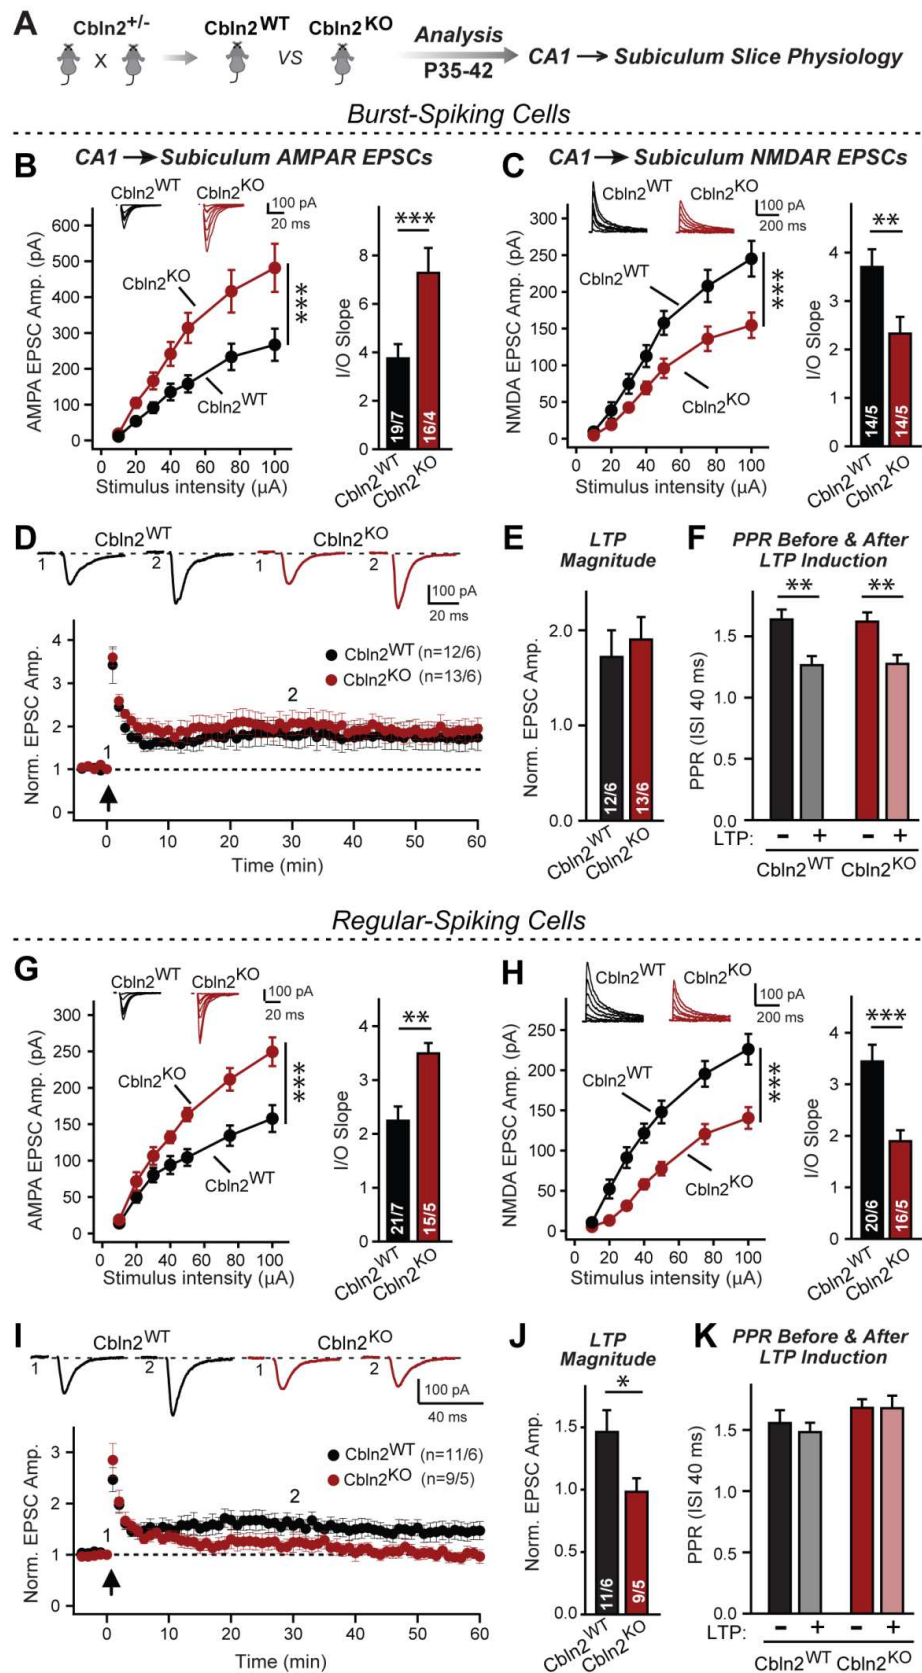 A
Cbln2+/-
X
Cbln2WT
VS
Cbln2KO
Analysis
P35-42
CA1 → Subiculum Slice Physiology
Burst-Spiking Cells
B
CA1 → Subiculum AMPAR EPSCs
Cbln2WT
Cbln2KO
100 pA
20 ms
AMPA EPSC Amp. (pA)
600
500
400
300
200
100
0
Cbln2KO
Cbln2WT
***
0 20 40 60 80 100
Stimulus intensity (µA)
I/O Slope
8
6
4
2
0
***
19/7
16/4
Cbln2WT
Cbln2KO
C
CA1 → Subiculum NMDAR EPSCs
Cbln2WT
Cbln2KO
100 pA
200 ms
NMDA EPSC Amp. (pA)
300
250
200
150
100
50
0
Cbln2WT
Cbln2KO
***
0 20 40 60 80 100
Stimulus intensity (µA)
I/O Slope
5
4
3
2
1
0
**
14/5
14/5
Cbln2WT
Cbln2KO
D
Cbln2WT
Cbln2KO
1
2
1
2
100 pA
20 ms
Norm. EPSC Amp.
4
3
2
1
0
Cbln2WT (n=12/6)
Cbln2KO (n=13/6)
1
2
0 10 20 30 40 50 60
Time (min)
E
LTP
Magnitude
Norm. EPSC Amp.
2.0
1.0
0.0
12/6
13/6
Cbln2WT
Cbln2KO
F
PPR Before & After
LTP Induction
**
**
PPR (ISI 40 ms)
1.5
1.0
0.5
0.0
LTP: - + - +
Cbln2WT Cbln2KO
Regular-Spiking Cells
G
Cbln2WT
Cbln2KO
100 pA
20 ms
AMPA EPSC Amp. (pA)
300
250
200
150
100
50
0
Cbln2KO
Cbln2WT
***
0 20 40 60 80 100
Stimulus intensity (µA)
I/O Slope
4
3
2
1
0
**
21/7
15/5
Cbln2WT
Cbln2KO
H
Cbln2WT
Cbln2KO
100 pA
200 ms
NMDA EPSC Amp. (pA)
250
200
150
100
50
0
Cbln2WT
Cbln2KO
***
0 20 40 60 80 100
Stimulus intensity (µA)
I/O Slope
4
3
2
1
0
***
20/6
16/5
Cbln2WT
Cbln2KO
I
Cbln2WT
Cbln2KO
1
2
1
2
100 pA
40 ms
Norm. EPSC Amp.
3
2
1
0
Cbln2WT (n=11/6)
Cbln2KO (n=9/5)
1
2
0 10 20 30 40 50 60
Time (min)
J
LTP
Magnitude
*
Norm. EPSC Amp.
1.5
1.0
0.5
0.0
11/6
9/5
Cbln2WT
Cbln2KO
K
PPR Before & After
LTP Induction
PPR (ISI 40 ms)
1.5
1.0
0.5
0.0
LTP: - + - +
Cbln2WT Cbln2KO